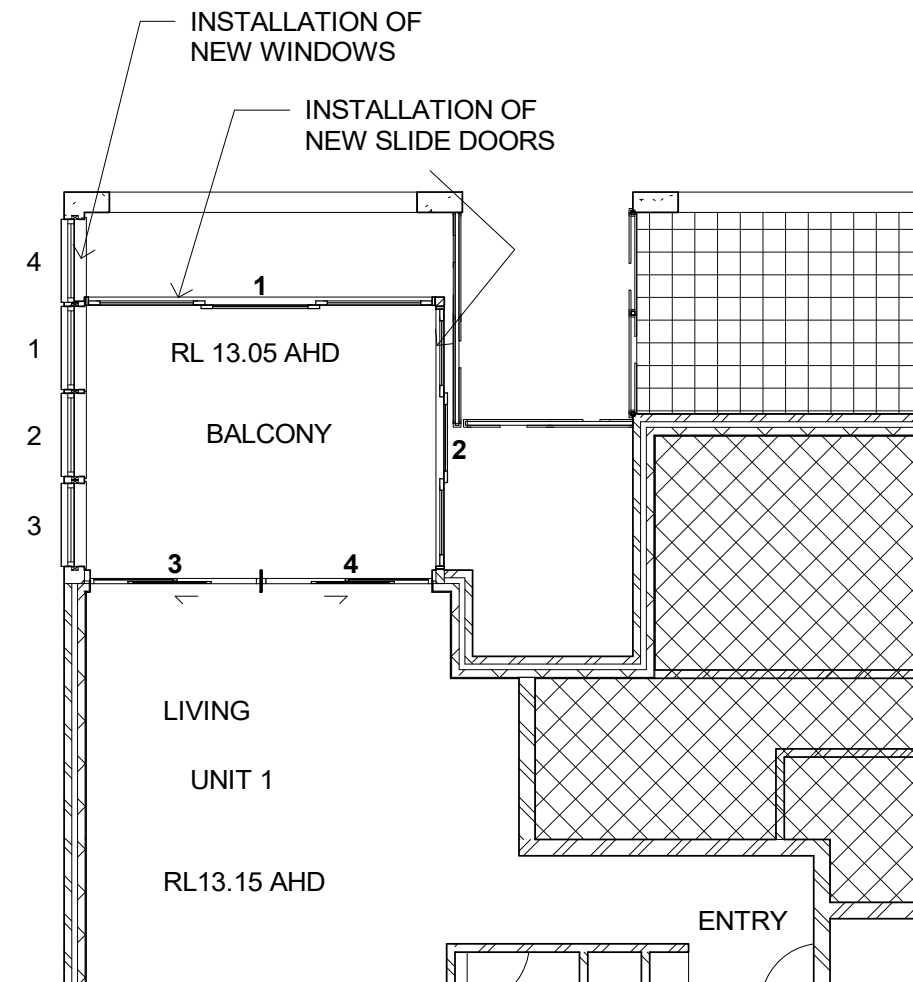 INSTALLATION OF
NEW WINDOWS
INSTALLATION OF
NEW SLIDE DOORS
4
1
1
RL 13.05 AHD
2
BALCONY
2
3
3
4
LIVING
UNIT 1
RL13.15 AHD
ENTRY